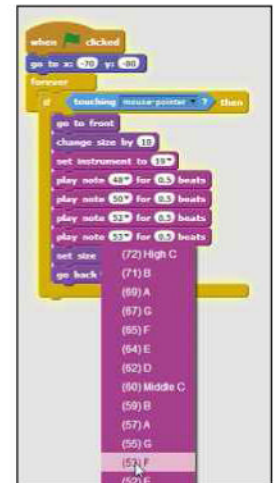 when clicked
go to x: -70 y: -80
forever
if touching mouse-pointer ? then
go to front
change size by 10
set instrument to 19
play note 48 for 0.5 beats
play note 50 for 0.5 beats
play note 52 for 0.5 beats
play note 53 for 0.5 beats
set size
go back
(72) High C
(71) B
(69) A
(67) G
(65) F
(64) E
(62) D
(60) Middle C
(59) B
(57) A
(55) G
(53) F
(52) E